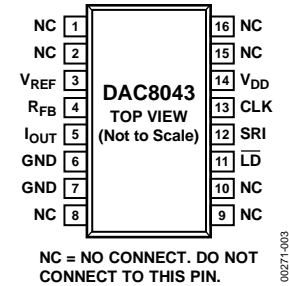 NC 1 16 NC
NC 2 15 NC
VREF 3 14 VDD
DAC8043
RFB 4 13 CLK
TOP VIEW
IOUT 5 (Not to Scale) 12 SRI
GND 6 11 L̅D̅
GND 7 10 NC
NC 8 9 NC
NC = NO CONNECT. DO NOT
CONNECT TO THIS PIN.
00271-003